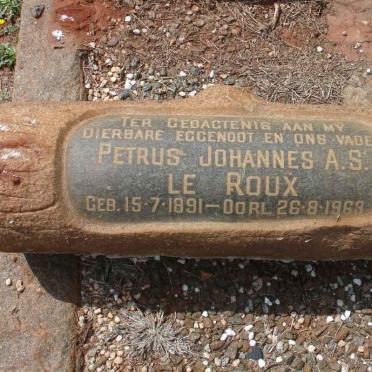 TER GEDAGTENIS AAN MY
DIERBARE EGGENOOT EN ONS VADE
PETRUS JOHANNES A.S.
LE ROUX
GEB. 15-7-1891 — OORL. 26-8-1968